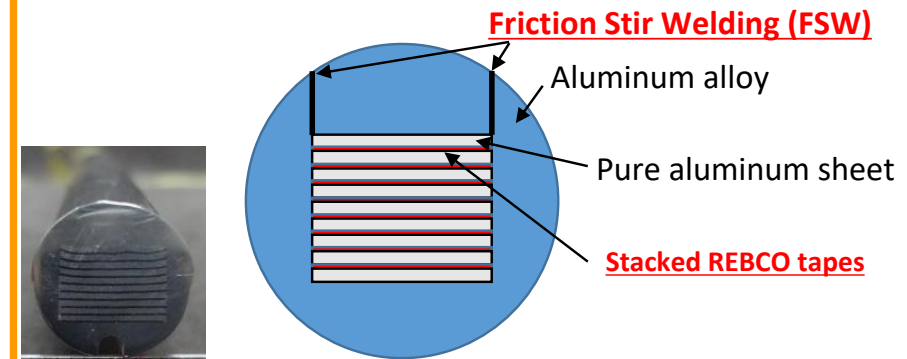 Friction Stir Welding (FSW)
Aluminum alloy
Pure aluminum sheet
Stacked REBCO tapes